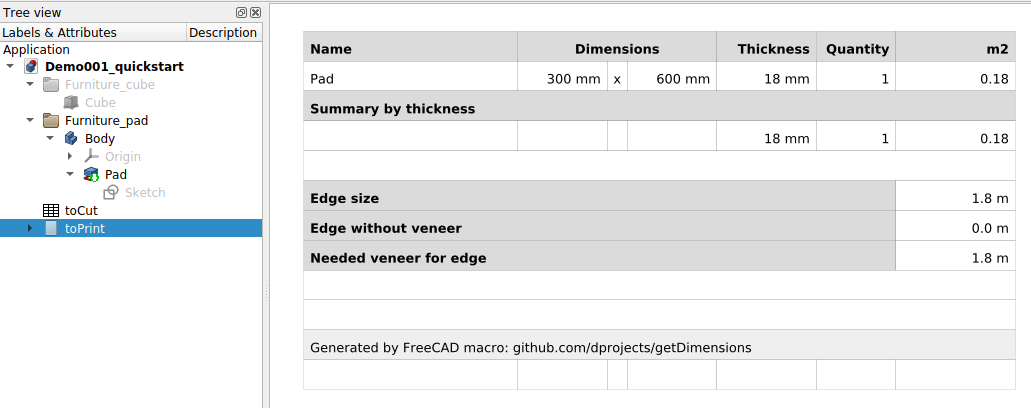 Tree view
Labels & Attributes Description
Application
Demo001_quickstart
Furniture_cube
Cube
Furniture_pad
Body
Origin
Pad
Sketch
toCut
toPrint
Name Dimensions Thickness Quantity m2
Pad 300 mm x 600 mm 18 mm 1 0.18
Summary by thickness
18 mm 1 0.18
Edge size 1.8 m
Edge without veneer 0.0 m
Needed veneer for edge 1.8 m
Generated by FreeCAD macro: github.com/dprojects/getDimensions